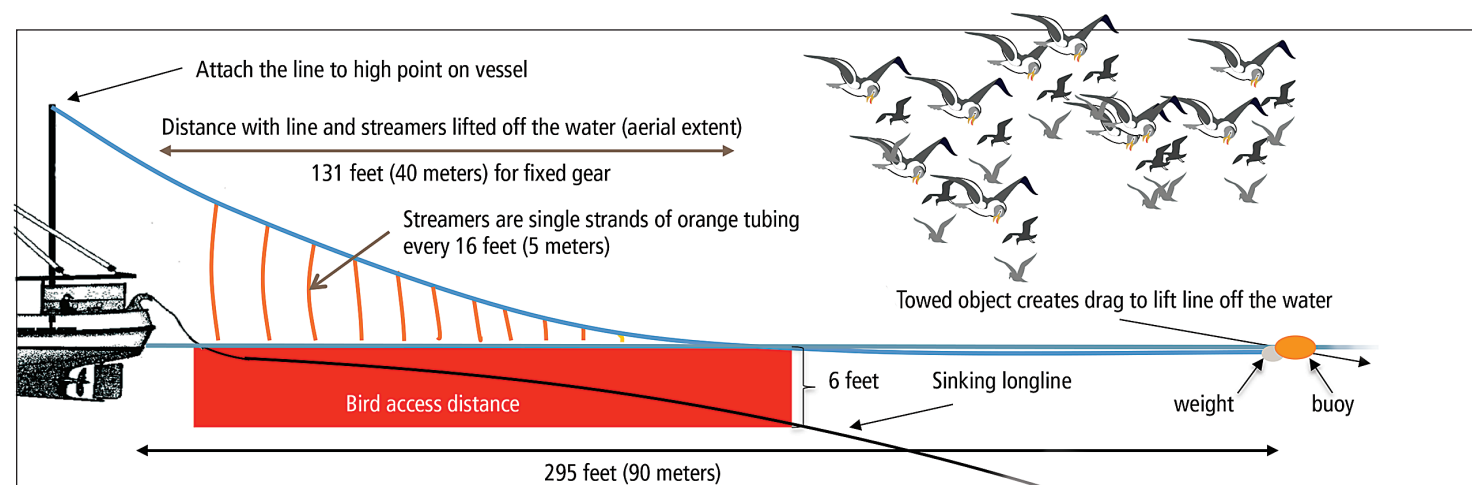 Attach the line to high point on vessel
Distance with line and streamers lifted off the water (aerial extent)
131 feet (40 meters) for fixed gear
Streamers are single strands of orange tubing
every 16 feet (5 meters)
Towed object creates drag to lift line off the water
6 feet
Sinking longline
Bird access distance
weight
buoy
295 feet (90 meters)